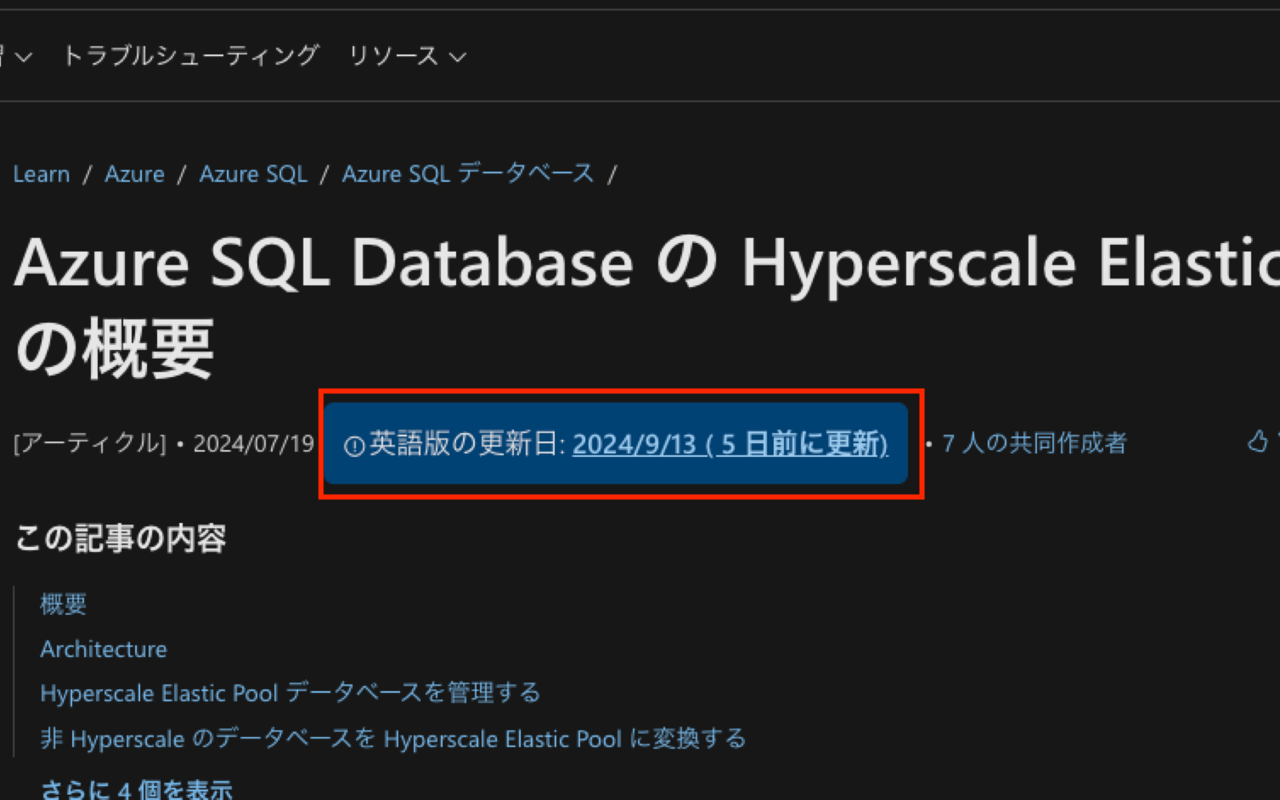 トラブルシューティング リソース
Learn / Azure / Azure SQL / Azure SQL データベース /
Azure SQL Database の Hyperscale Elastic
の概要
[アーティクル] • 2024/07/19 英語版の更新日: 2024/9/13 ( 5 日前に更新) • 7 人の共同作成者
この記事の内容
概要
Architecture
Hyperscale Elastic Pool データベースを管理する
非 Hyperscale のデータベースを Hyperscale Elastic Pool に変換する
さらに 4 個を表示